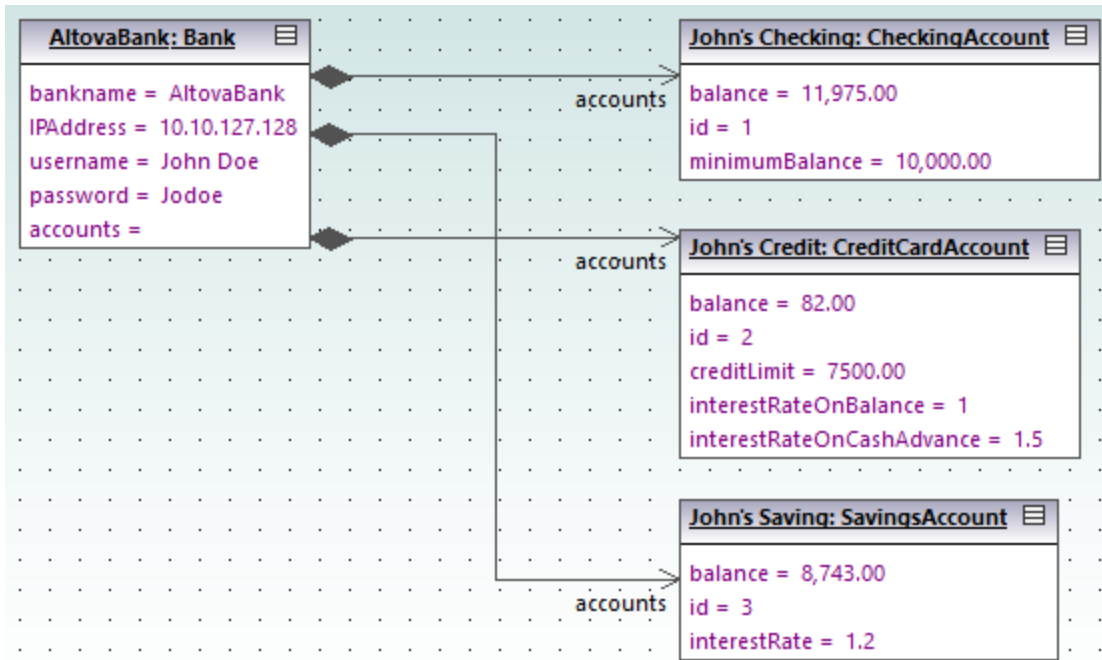 AltovaBank: Bank
bankname = AltovaBank
IPAddress = 10.10.127.128
username = John Doe
password = Jodoe
accounts =
accounts
John's Checking: CheckingAccount
balance = 11,975.00
id = 1
minimumBalance = 10,000.00
accounts
John's Credit: CreditCardAccount
balance = 82.00
id = 2
creditLimit = 7500.00
interestRateOnBalance = 1
interestRateOnCashAdvance = 1.5
accounts
John's Saving: SavingsAccount
balance = 8,743.00
id = 3
interestRate = 1.2